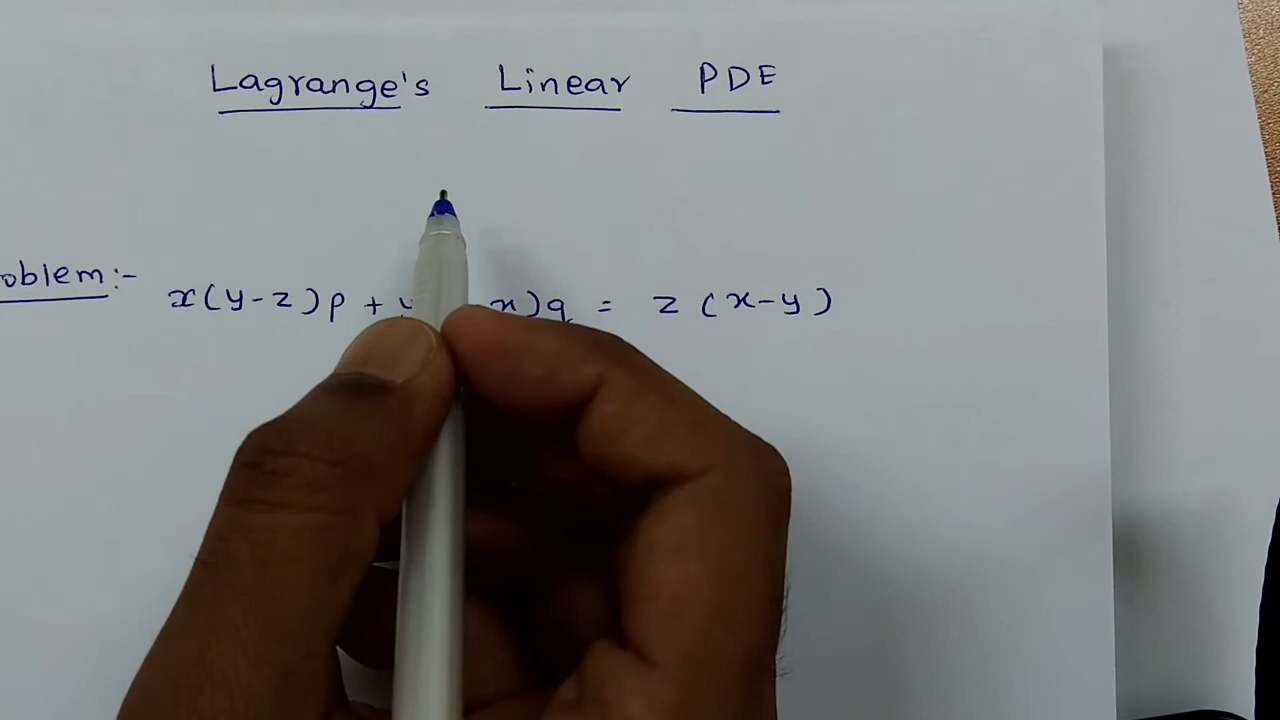 Lagrange's Linear PDE
oblem:- x(y-z)p + x)q = z (x-y)